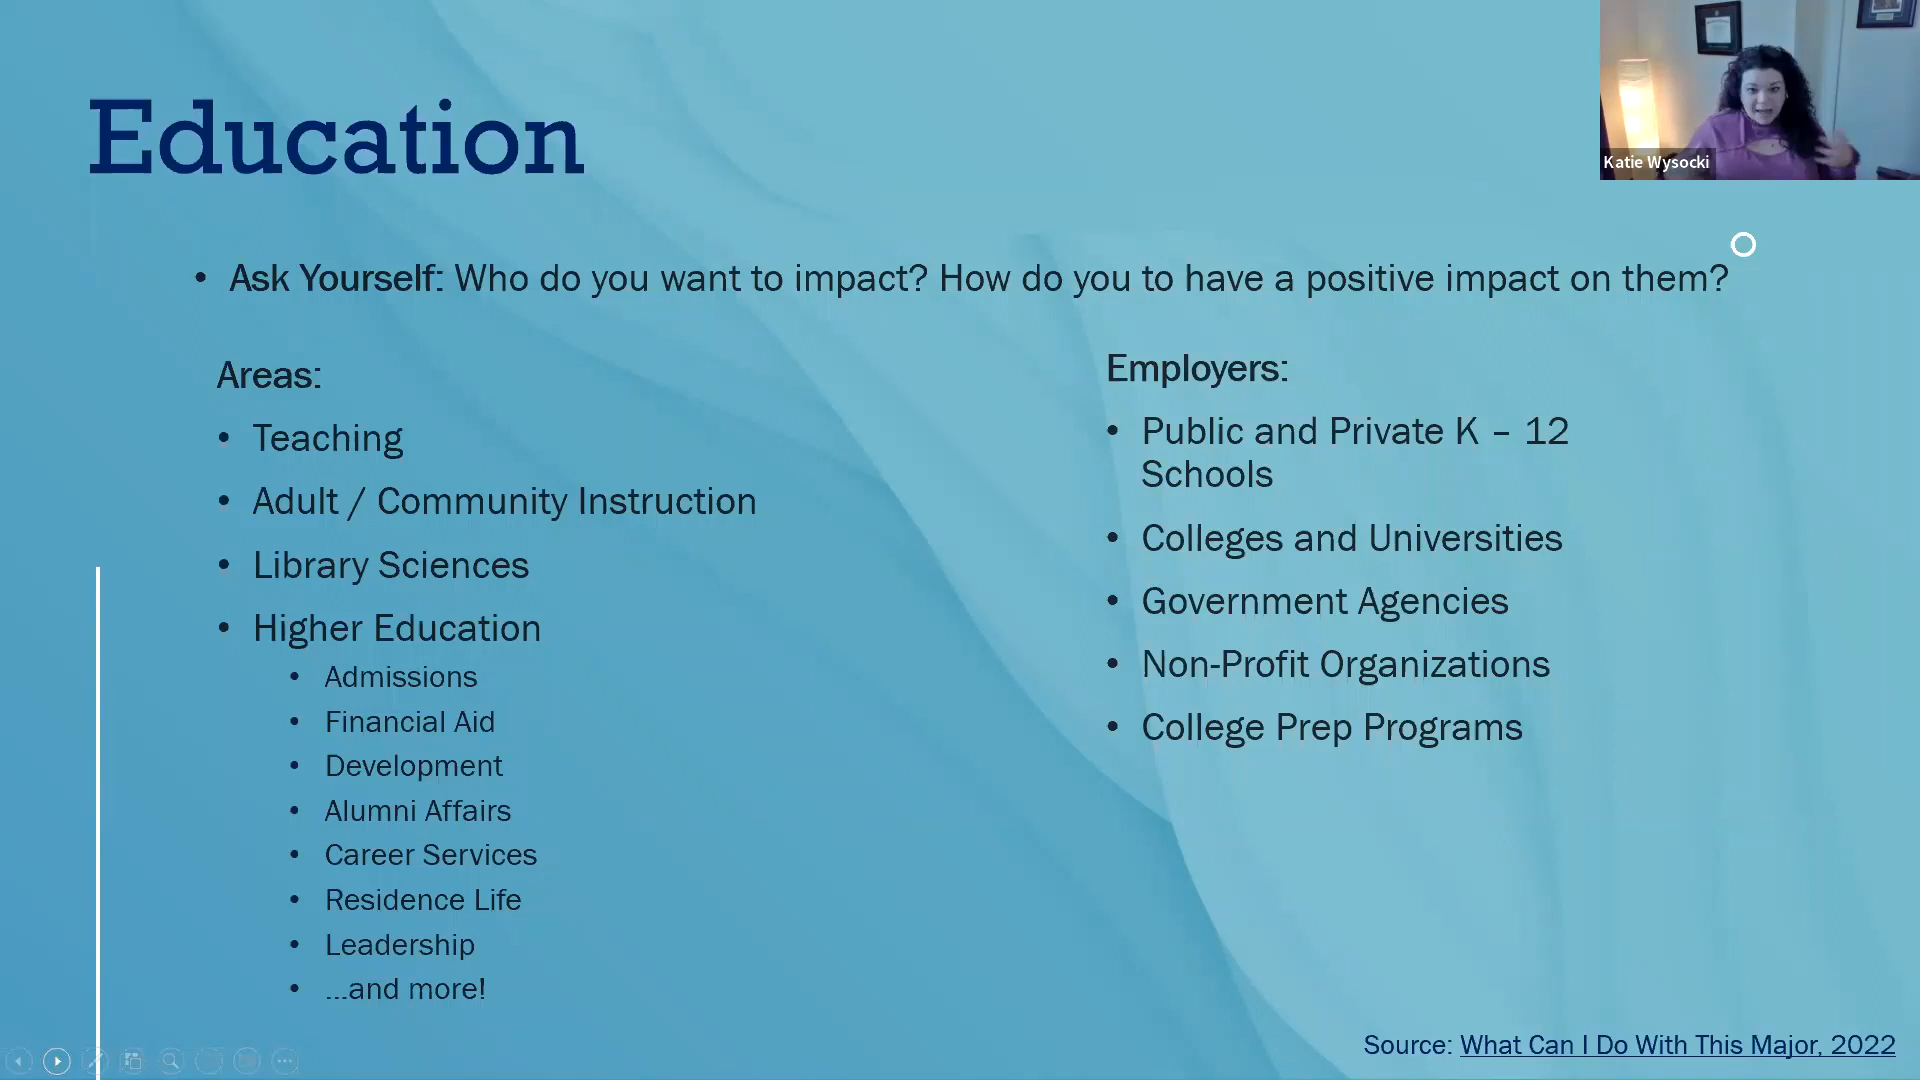 Education
Katie Wysocki
• Ask Yourself: Who do you want to impact? How do you to have a positive impact on them?
Areas:
• Teaching
• Adult / Community Instruction
• Library Sciences
• Higher Education
• Admissions
• Financial Aid
• Development
• Alumni Affairs
• Career Services
• Residence Life
• Leadership
• ...and more!
Employers:
• Public and Private K – 12
Schools
• Colleges and Universities
• Government Agencies
• Non-Profit Organizations
• College Prep Programs
Source: What Can I Do With This Major, 2022